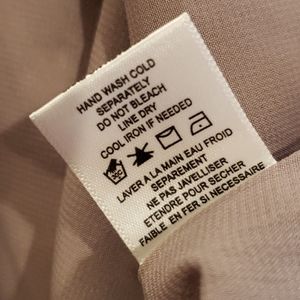 HAND WASH COLD
SEPARATELY
DO NOT BLEACH
LINE DRY
COOL IRON IF NEEDED
LAVER A LA MAIN EAU FROID
SEPAREMENT
NE PAS JAVELLISER
ETENDRE POUR SECHER
FAIBLE EN FER SI NECESSAIRE